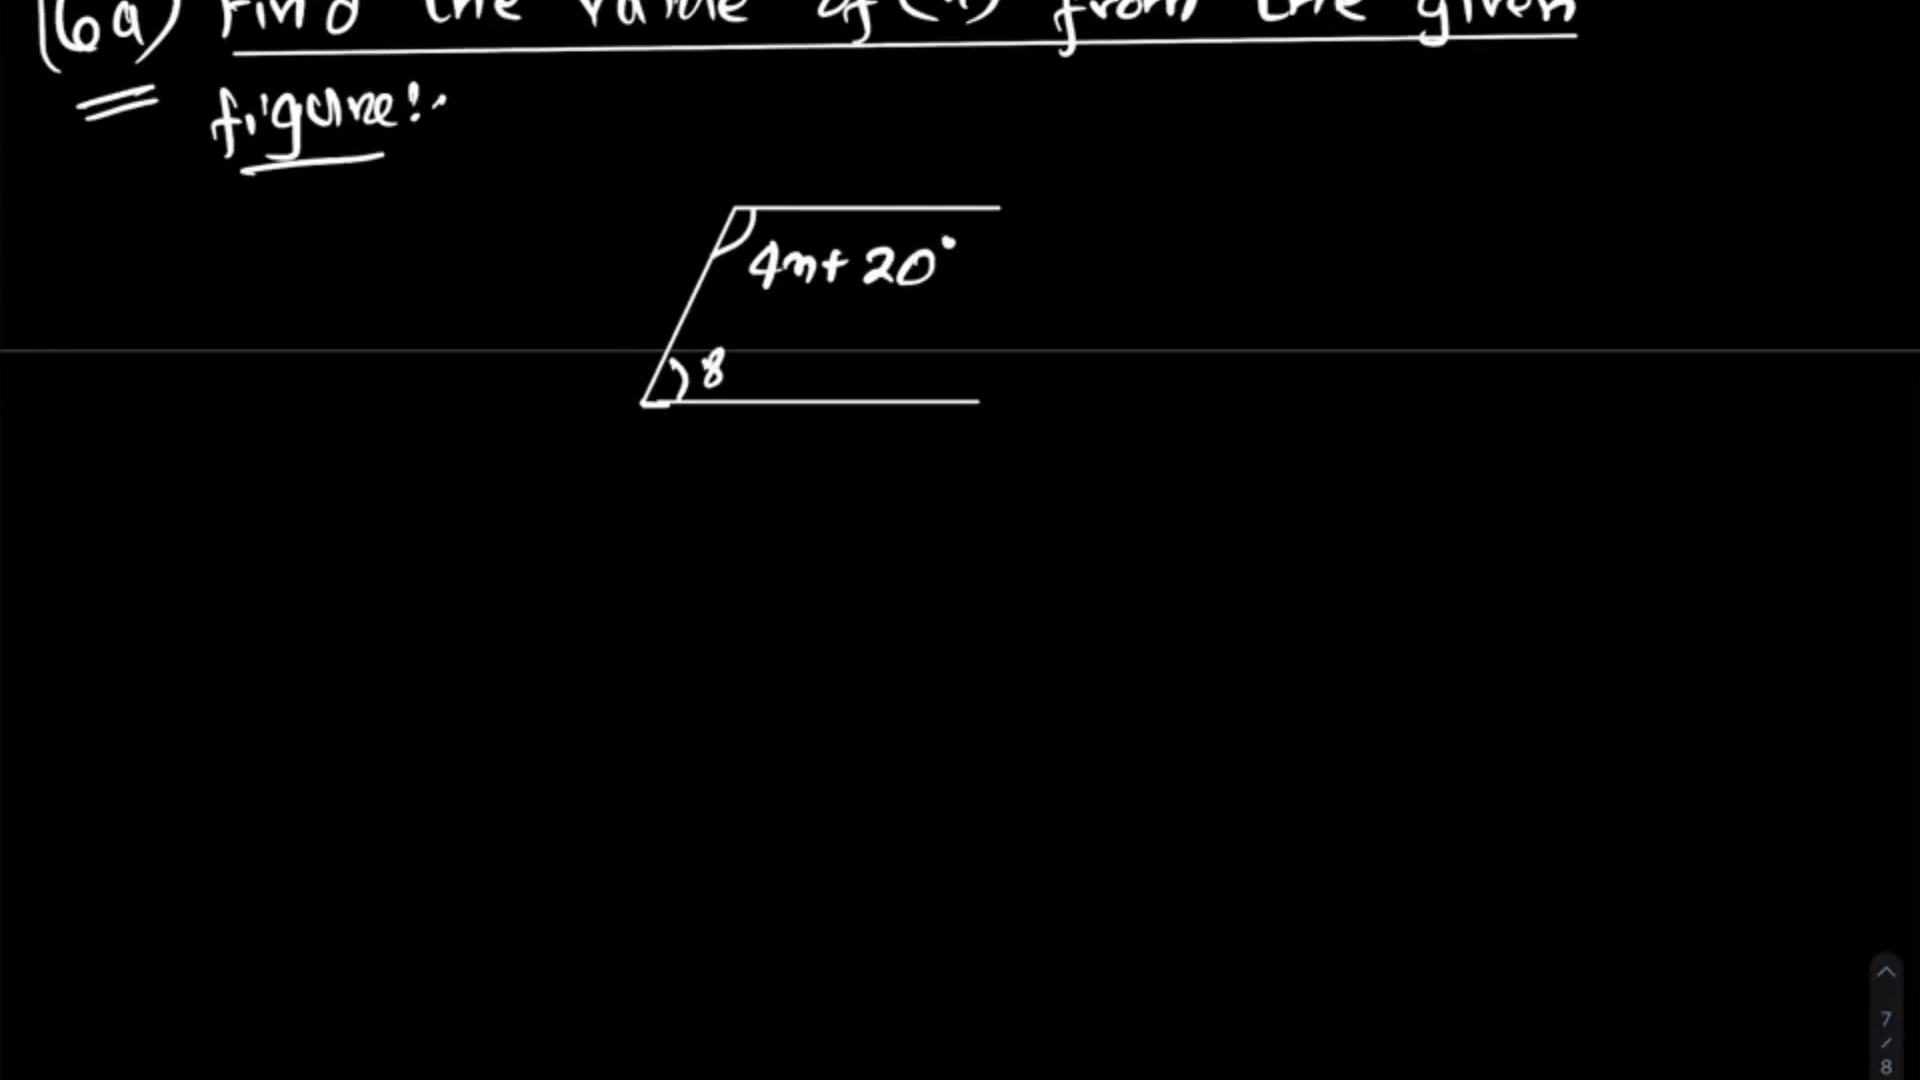 (6a) Find the value of (x) from the given
figure:-
4x+ 20°
8
7
/
8